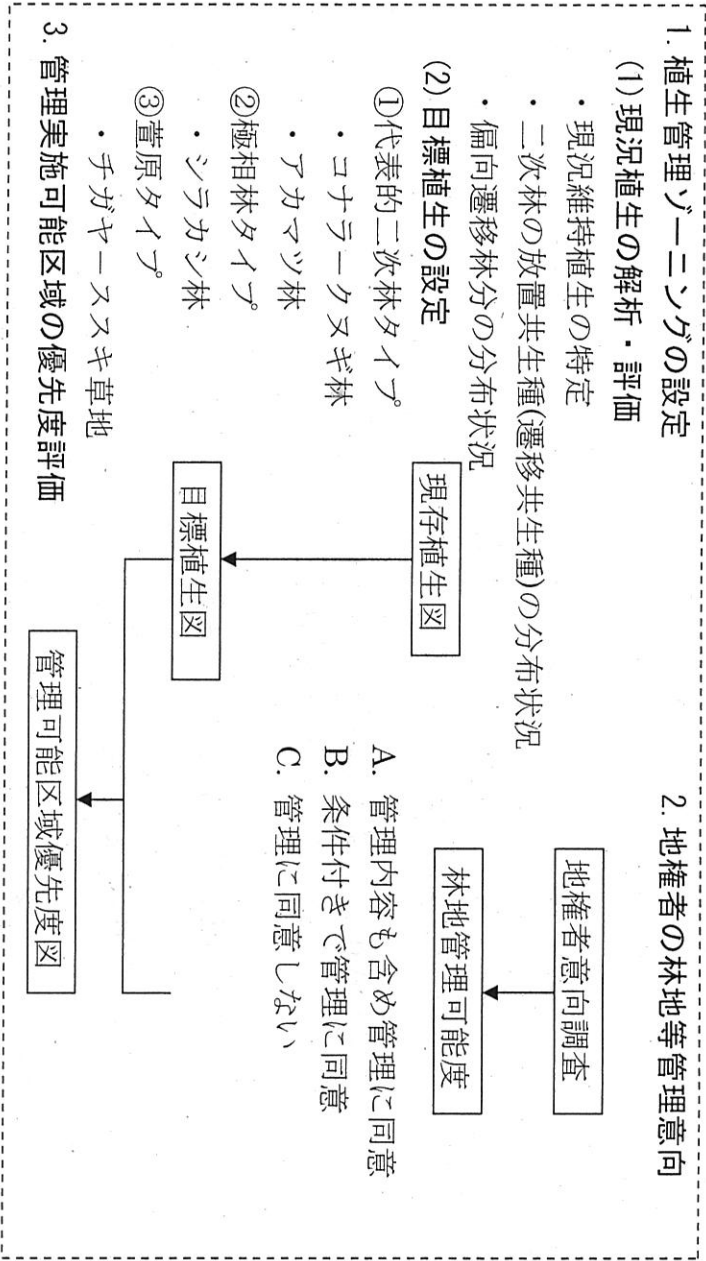 1. 植生管理ゾーニングの設定
(1) 現況植生の解析・評価
・現況維持植生の特定
・二次林の放置共生種(遷移共生種)の分布状況
・偏向遷移林分の分布状況
現存植生図
(2) 目標植生の設定
①代表的二次林タイプ
・コナラークヌギ林
・アカマツ林
②極相林タイプ
・シラカシ林
③萱原タイプ
・チガヤーススキ草地
目標植生図
2. 地権者の林地等管理意向
地権者意向調査
林地管理可能度
A. 管理内容も含め管理に同意
B. 条件付きで管理に同意
C. 管理に同意しない
3. 管理実施可能区域の優先度評価
管理可能区域優先度図